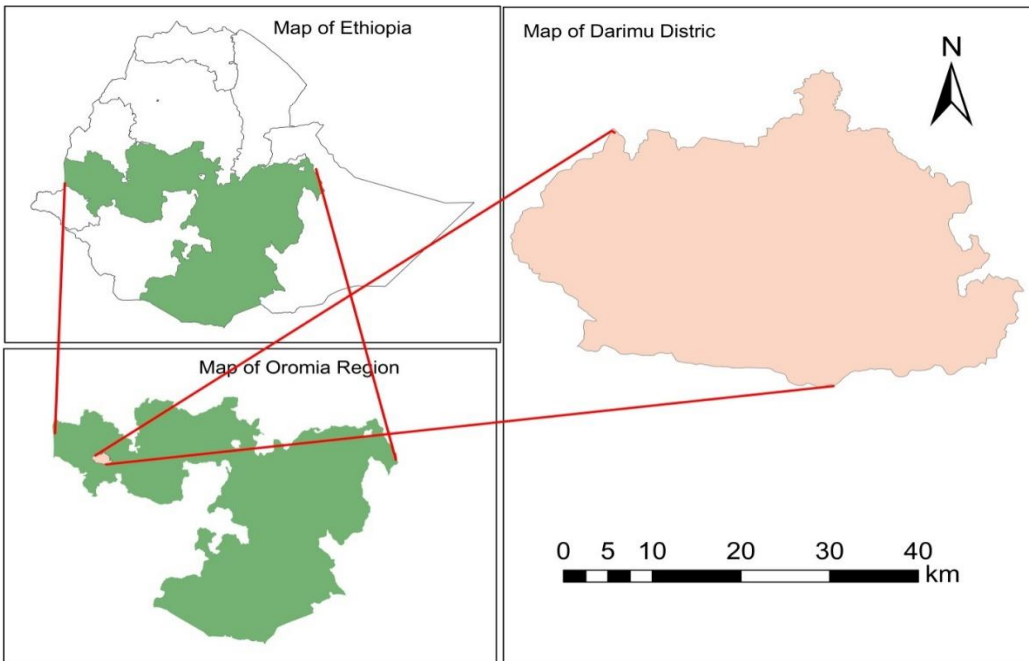 Map of Ethiopia
Map of Darimu Distric
N
Map of Oromia Region
0 5 10 20 30 40
km